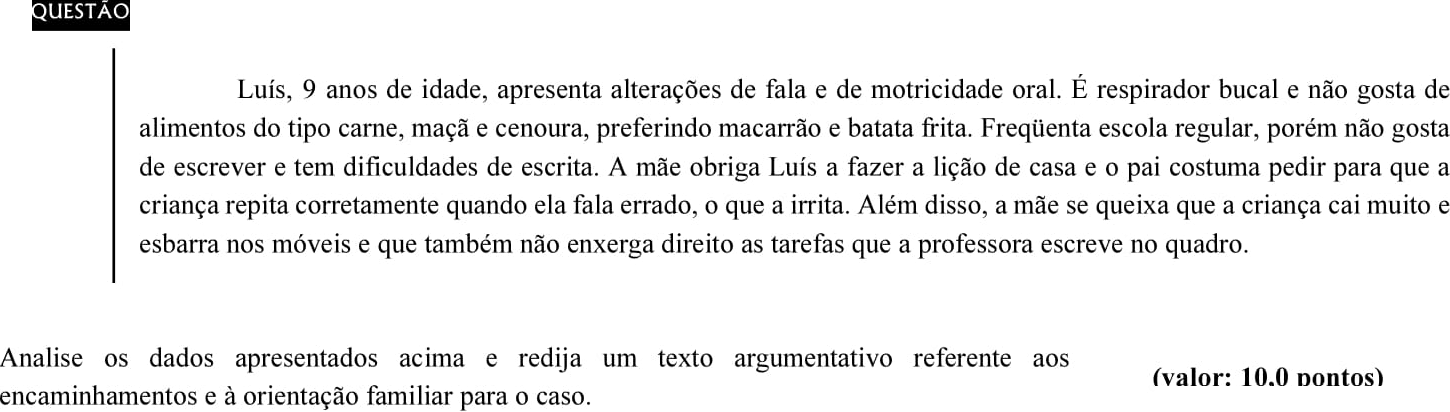 QUESTÃO
Luís, 9 anos de idade, apresenta alterações de fala e de motricidade oral. É respirador bucal e não gosta de
alimentos do tipo carne, maçã e cenoura, preferindo macarrão e batata frita. Freqüenta escola regular, porém não gosta
de escrever e tem dificuldades de escrita. A mãe obriga Luís a fazer a lição de casa e o pai costuma pedir para que a
criança repita corretamente quando ela fala errado, o que a irrita. Além disso, a mãe se queixa que a criança cai muito e
esbarra nos móveis e que também não enxerga direito as tarefas que a professora escreve no quadro.
Analise os dados apresentados acima e redija um texto argumentativo referente aos
encaminhamentos e à orientação familiar para o caso.
(valor: 10,0 pontos)